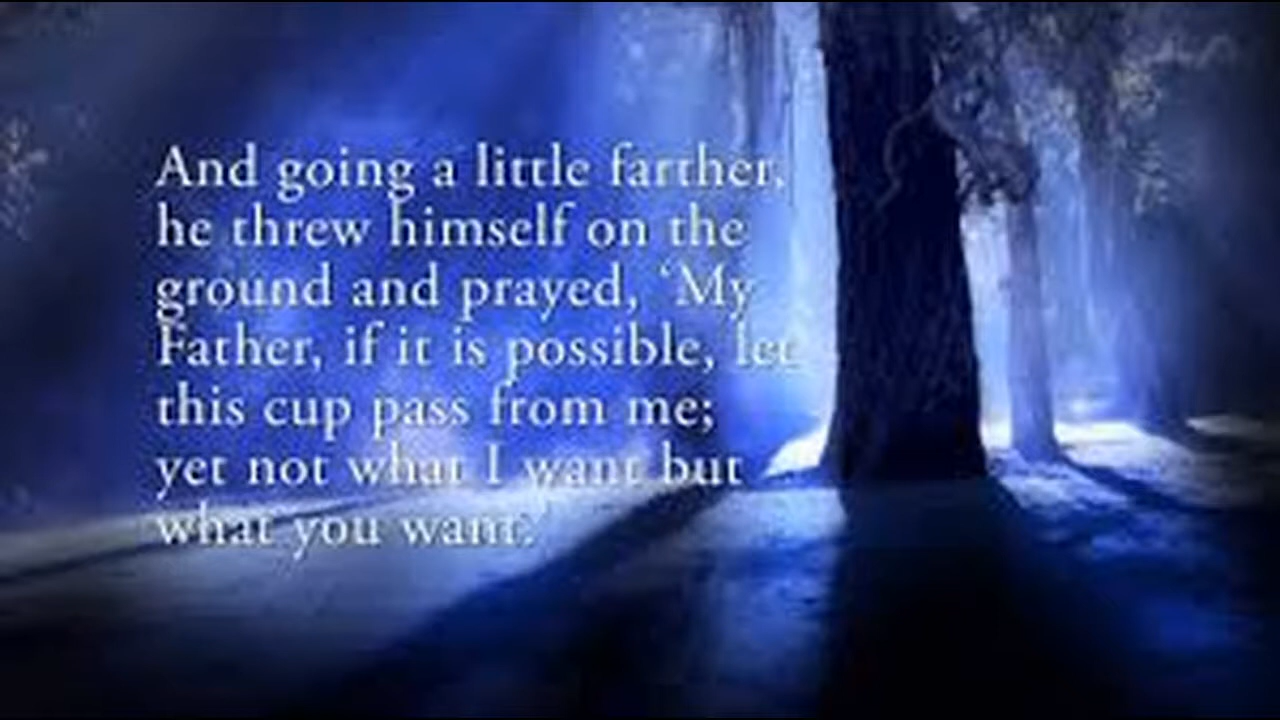 And going a little farther,
he threw himself on the
ground and prayed, ‘My
Father, if it is possible, let
this cup pass from me;
yet not what I want but
what you want.’